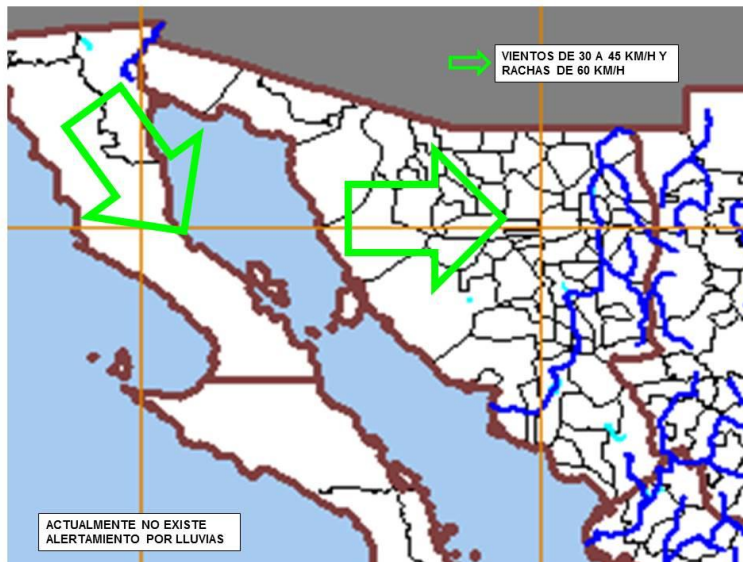 VIENTOS DE 30 A 45 KM/H Y
RACHAS DE 60 KM/H
ACTUALMENTE NO EXISTE
ALERTAMIENTO POR LLUVIAS